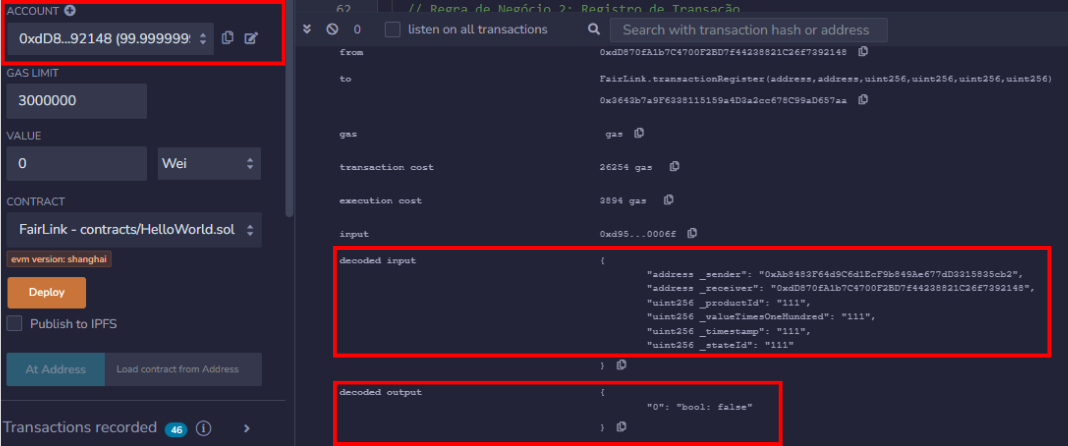 ACCOUNT
0xdD8...92148 (99.999999
GAS LIMIT
3000000
VALUE
0
Wei
CONTRACT
FairLink - contracts/HelloWorld.sol
evm version: shanghai
Deploy
Publish to IPFS
At Address
Load contract from Address
Transactions recorded 46 i
62 // Regra de Negócio 2: Registro de Transação
0
listen on all transactions
Search with transaction hash or address
from 0xdD870fA1b7C4700F2BD7f44238821C26f7392148
to FairLink.transactionRegister(address,address,uint256,uint256,uint256,uint256)
0x3643b7a9F6338115159a4D3a2cc678C99aD657aa
gas gas
transaction cost 26254 gas
execution cost 3894 gas
input 0xd95...0006f
decoded input {
"address _sender": "0xAb8483F64d9C6d1EcF9b849Ae677dD3315835cb2",
"address _receiver": "0xdD870fA1b7C4700F2BD7f44238821C26f7392148",
"uint256 _productId": "111",
"uint256 _valueTimesOneHundred": "111",
"uint256 _timestamp": "111",
"uint256 _stateId": "111"
}
decoded output {
"0": "bool: false"
}